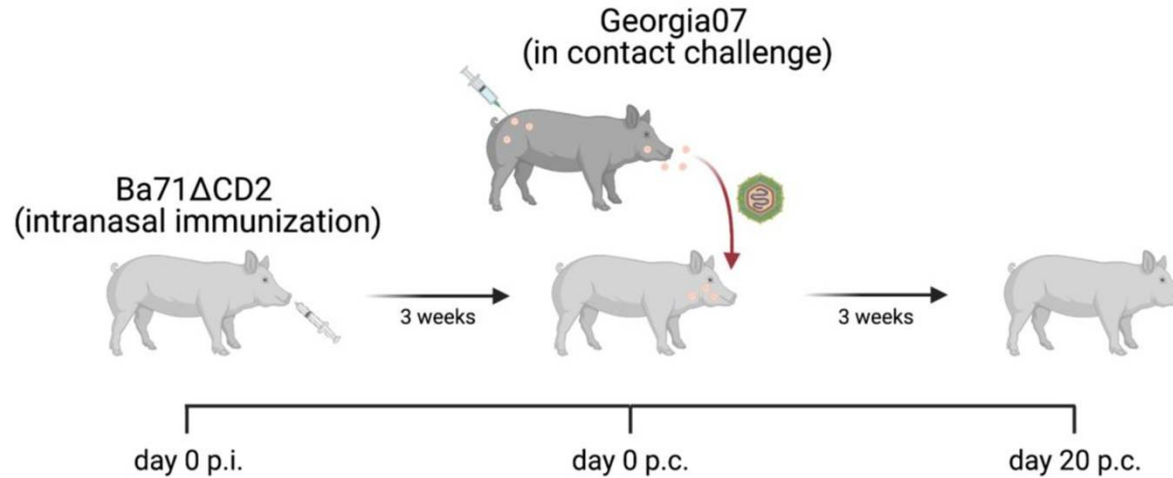 Georgia07
(in contact challenge)
Ba71ΔCD2
(intranasal immunization)
3 weeks
3 weeks
day 0 p.i.
day 0 p.c.
day 20 p.c.